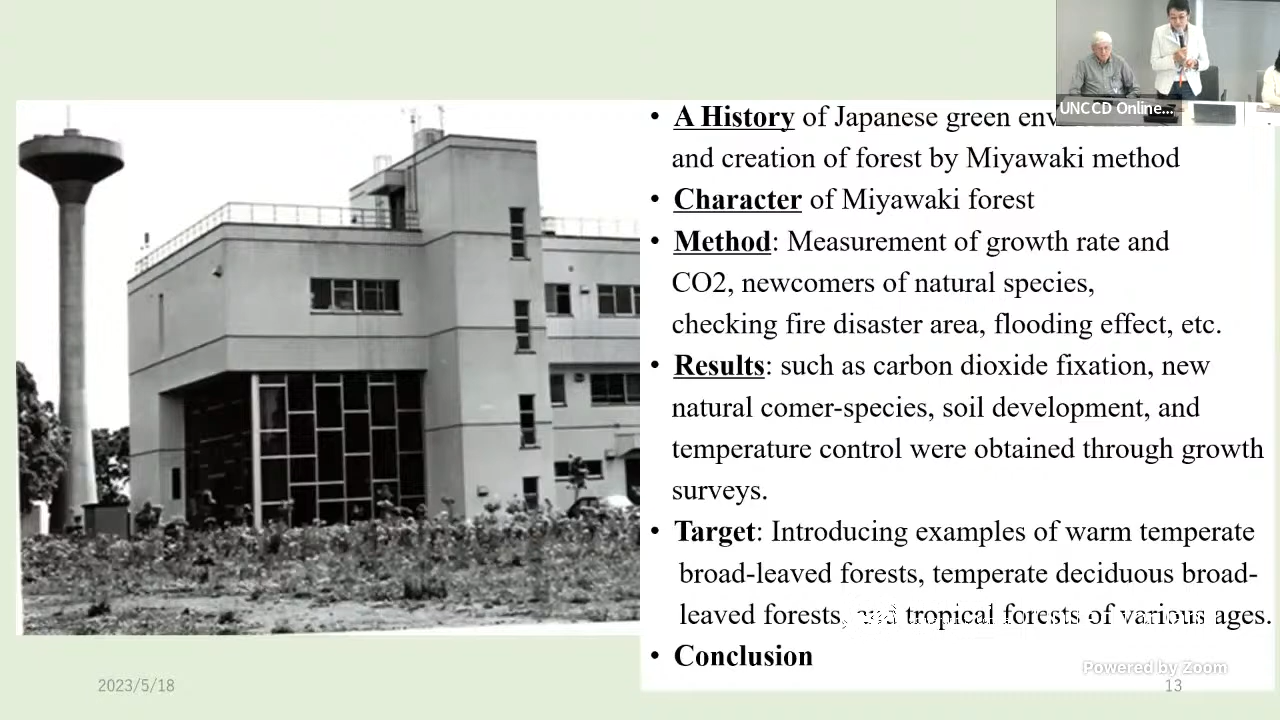 UNCCD Online...
• A History of Japanese green env
and creation of forest by Miyawaki method
• Character of Miyawaki forest
• Method: Measurement of growth rate and
CO2, newcomers of natural species,
checking fire disaster area, flooding effect, etc.
• Results: such as carbon dioxide fixation, new
natural comer-species, soil development, and
temperature control were obtained through growth
surveys.
• Target: Introducing examples of warm temperate
broad-leaved forests, temperate deciduous broad-
leaved forests, and tropical forests of various ages.
• Conclusion
Powered by Zoom
2023/5/18
13